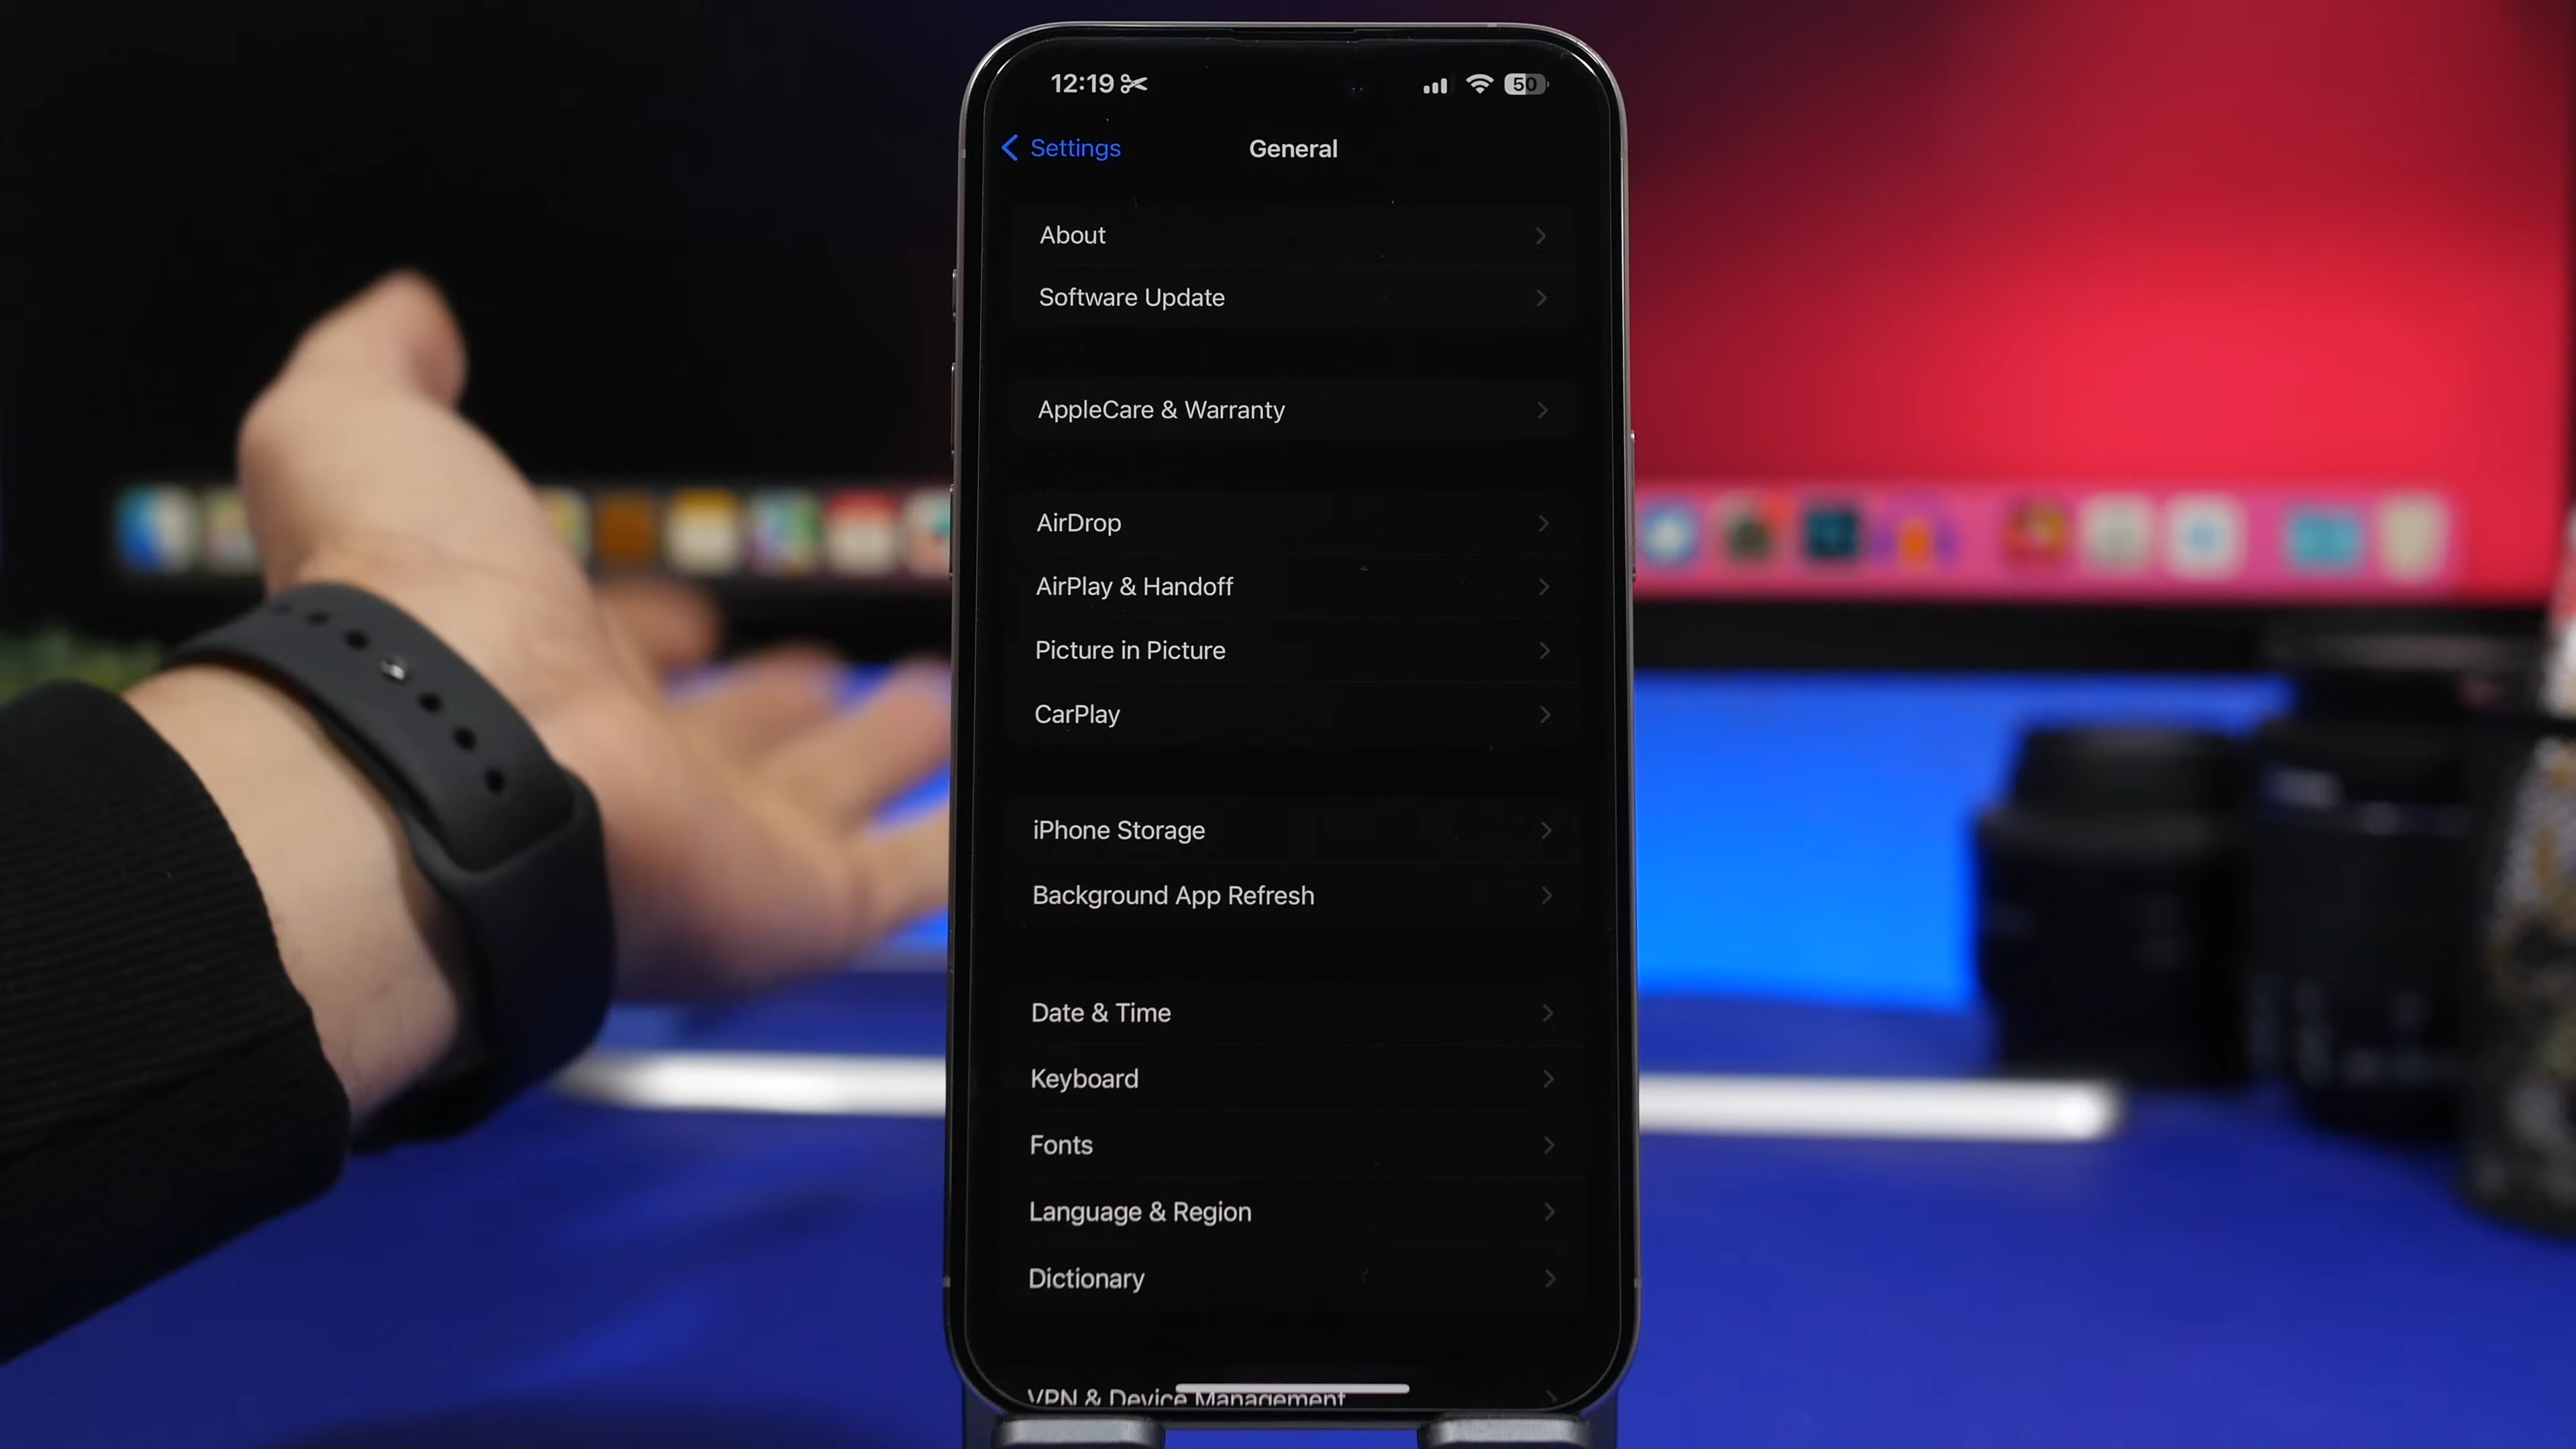 12:19
50
Settings
General
About
Software Update
AppleCare & Warranty
AirDrop
AirPlay & Handoff
Picture in Picture
CarPlay
iPhone Storage
Background App Refresh
Date & Time
Keyboard
Fonts
Language & Region
Dictionary
VPN & Device Management